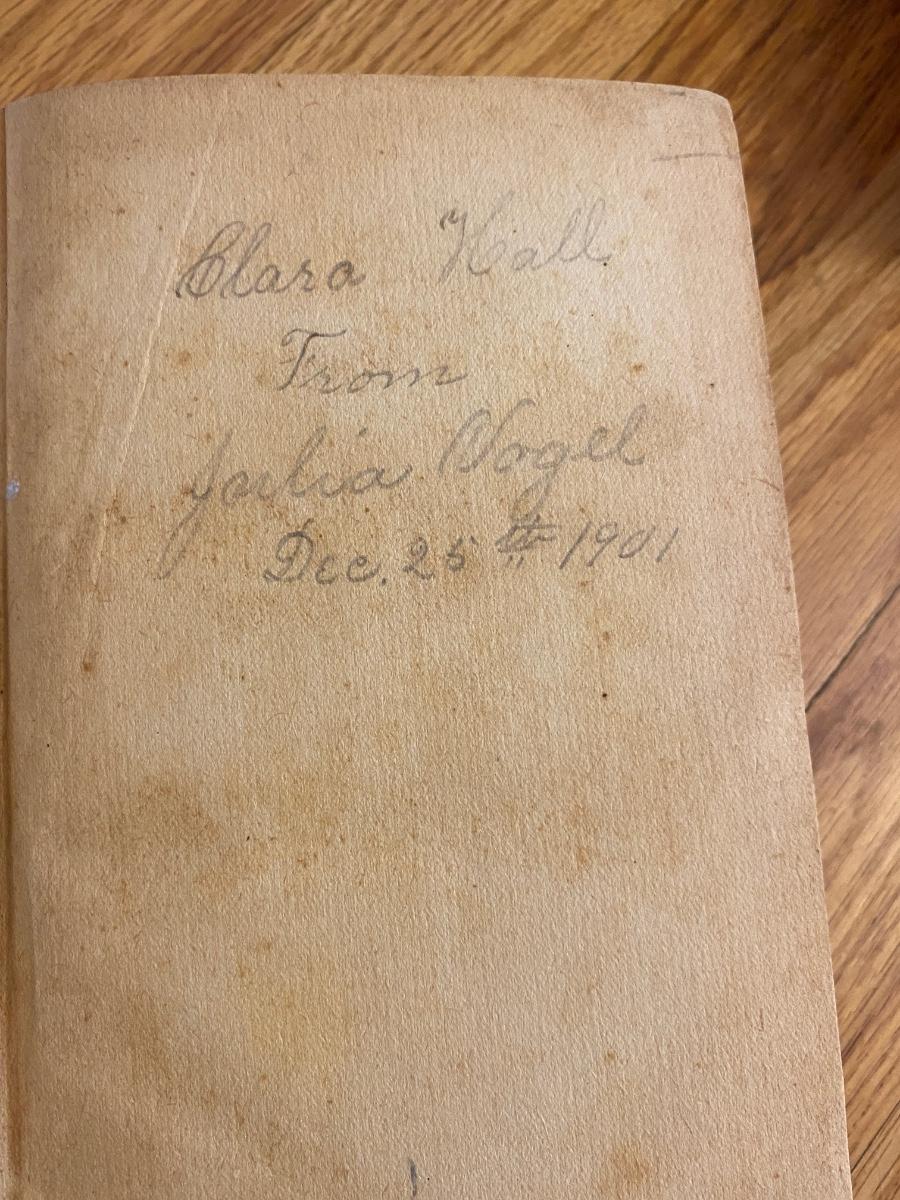 Clara Hall
From
Julia Vogel
Dec. 25th 1901